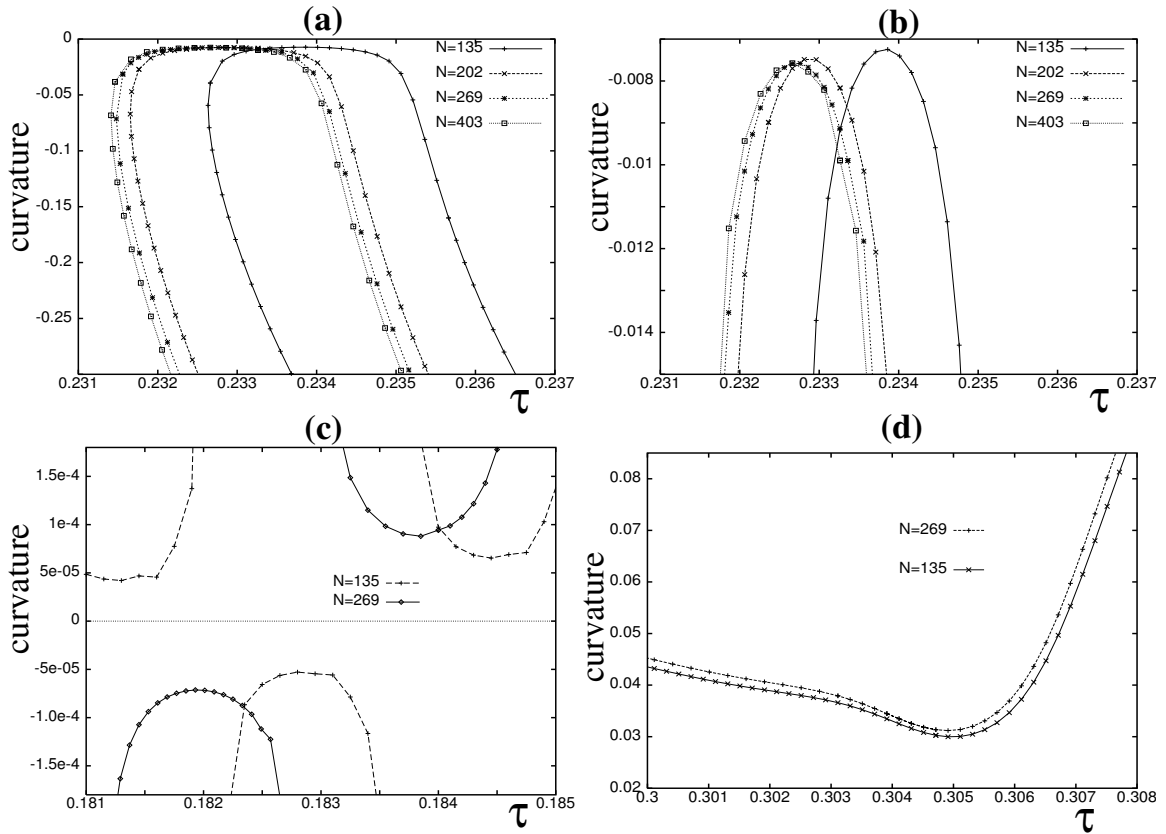 (a)
curvature
0
-0.05
-0.1
-0.15
-0.2
-0.25
0.231 0.232 0.233 0.234 0.235 0.236 0.237
τ
N=135
N=202
N=269
N=403
(b)
curvature
-0.008
-0.01
-0.012
-0.014
0.231 0.232 0.233 0.234 0.235 0.236 0.237
τ
N=135
N=202
N=269
N=403
(c)
curvature
1.5e-4
1e-4
5e-05
0
-5e-05
-1.0e-4
-1.5e-4
0.181 0.182 0.183 0.184 0.185
τ
N=135
N=269
(d)
curvature
0.08
0.07
0.06
0.05
0.04
0.03
0.02
0.3 0.301 0.302 0.303 0.304 0.305 0.306 0.307 0.308
τ
N=269
N=135